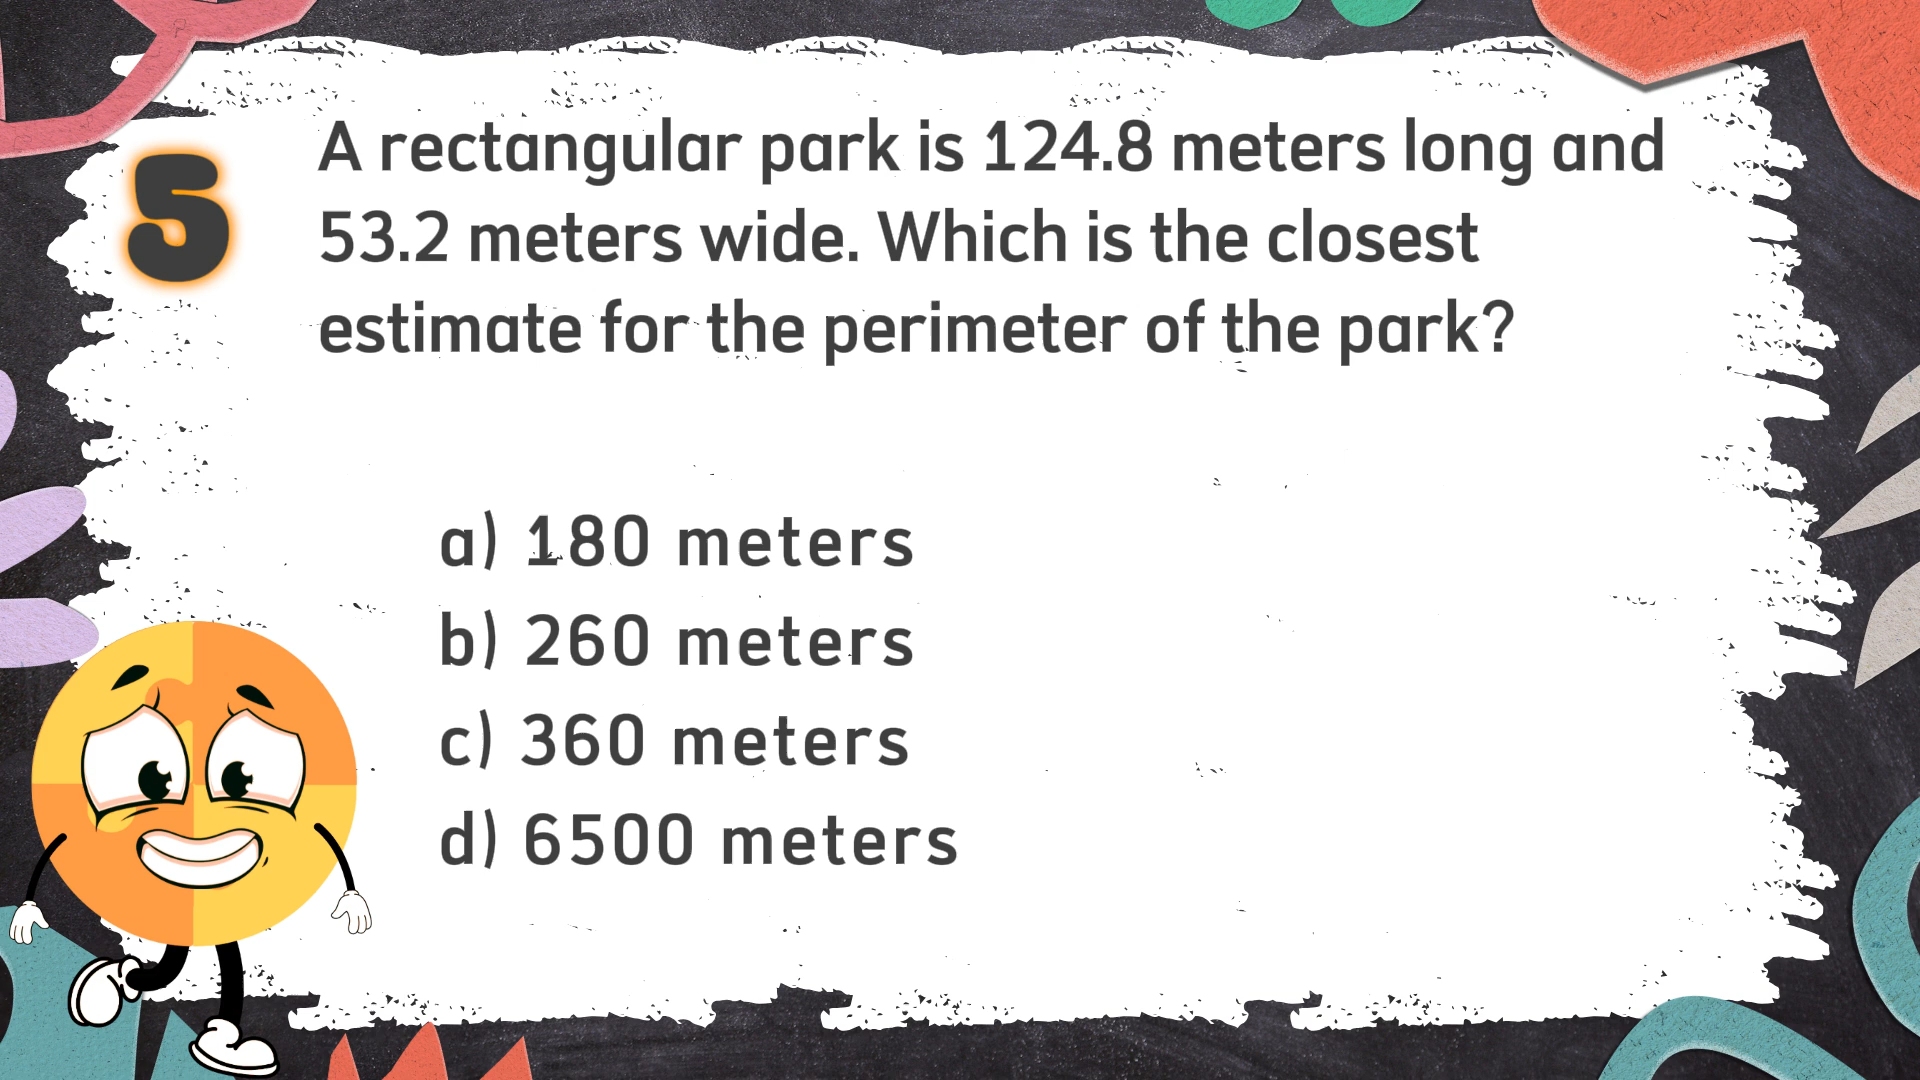 5
A rectangular park is 124.8 meters long and
53.2 meters wide. Which is the closest
estimate for the perimeter of the park?
a) 180 meters
b) 260 meters
c) 360 meters
d) 6500 meters